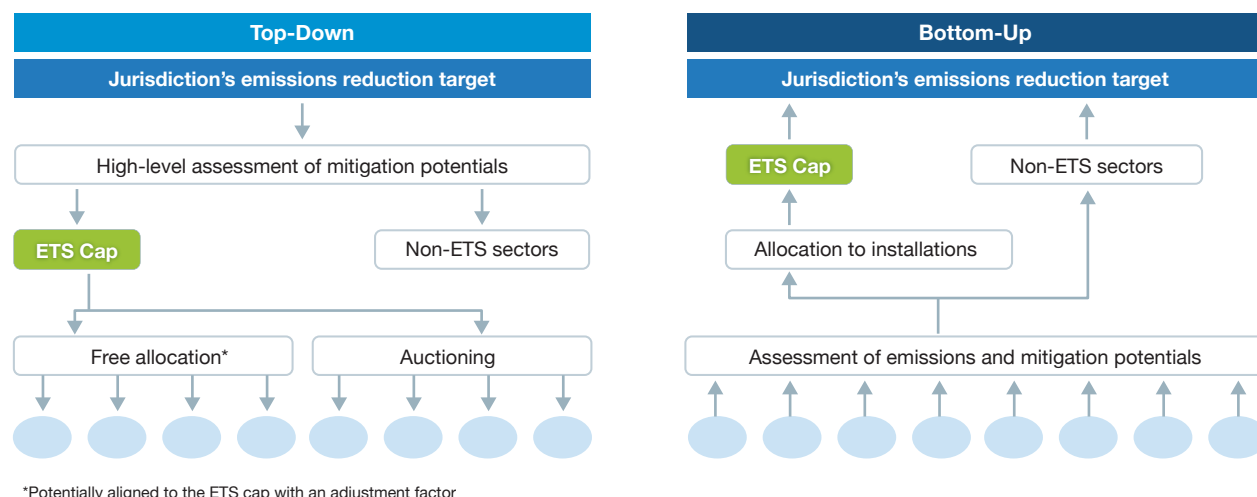 Top-Down
Jurisdiction's emissions reduction target
High-level assessment of mitigation potentials
ETS Cap
Non-ETS sectors
Free allocation*
Auctioning
*Potentially aligned to the ETS cap with an adjustment factor
Bottom-Up
Jurisdiction's emissions reduction target
ETS Cap
Non-ETS sectors
Allocation to installations
Assessment of emissions and mitigation potentials